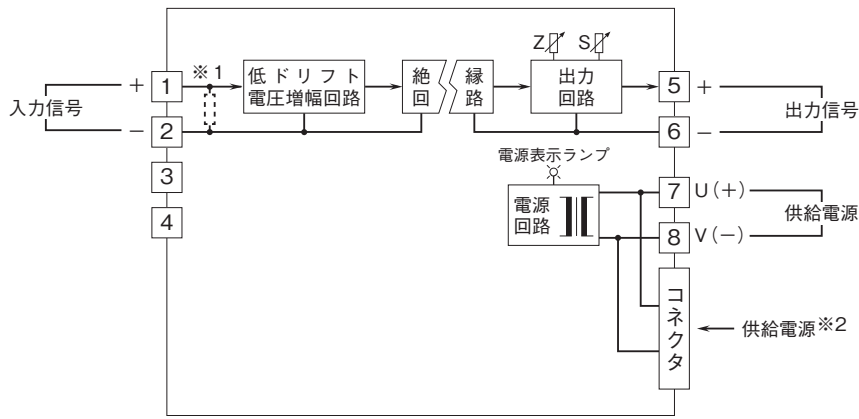 Z S
※1
低ドリフト
電圧増幅回路
絶
回
縁
路
出力
回路
+ 1
5 +
入力信号
出力信号
− 2
6 −
3
電源表示ランプ
4
電源
回路
7 U(+)
供給電源
8 V(−)
コネクタ
供給電源※2